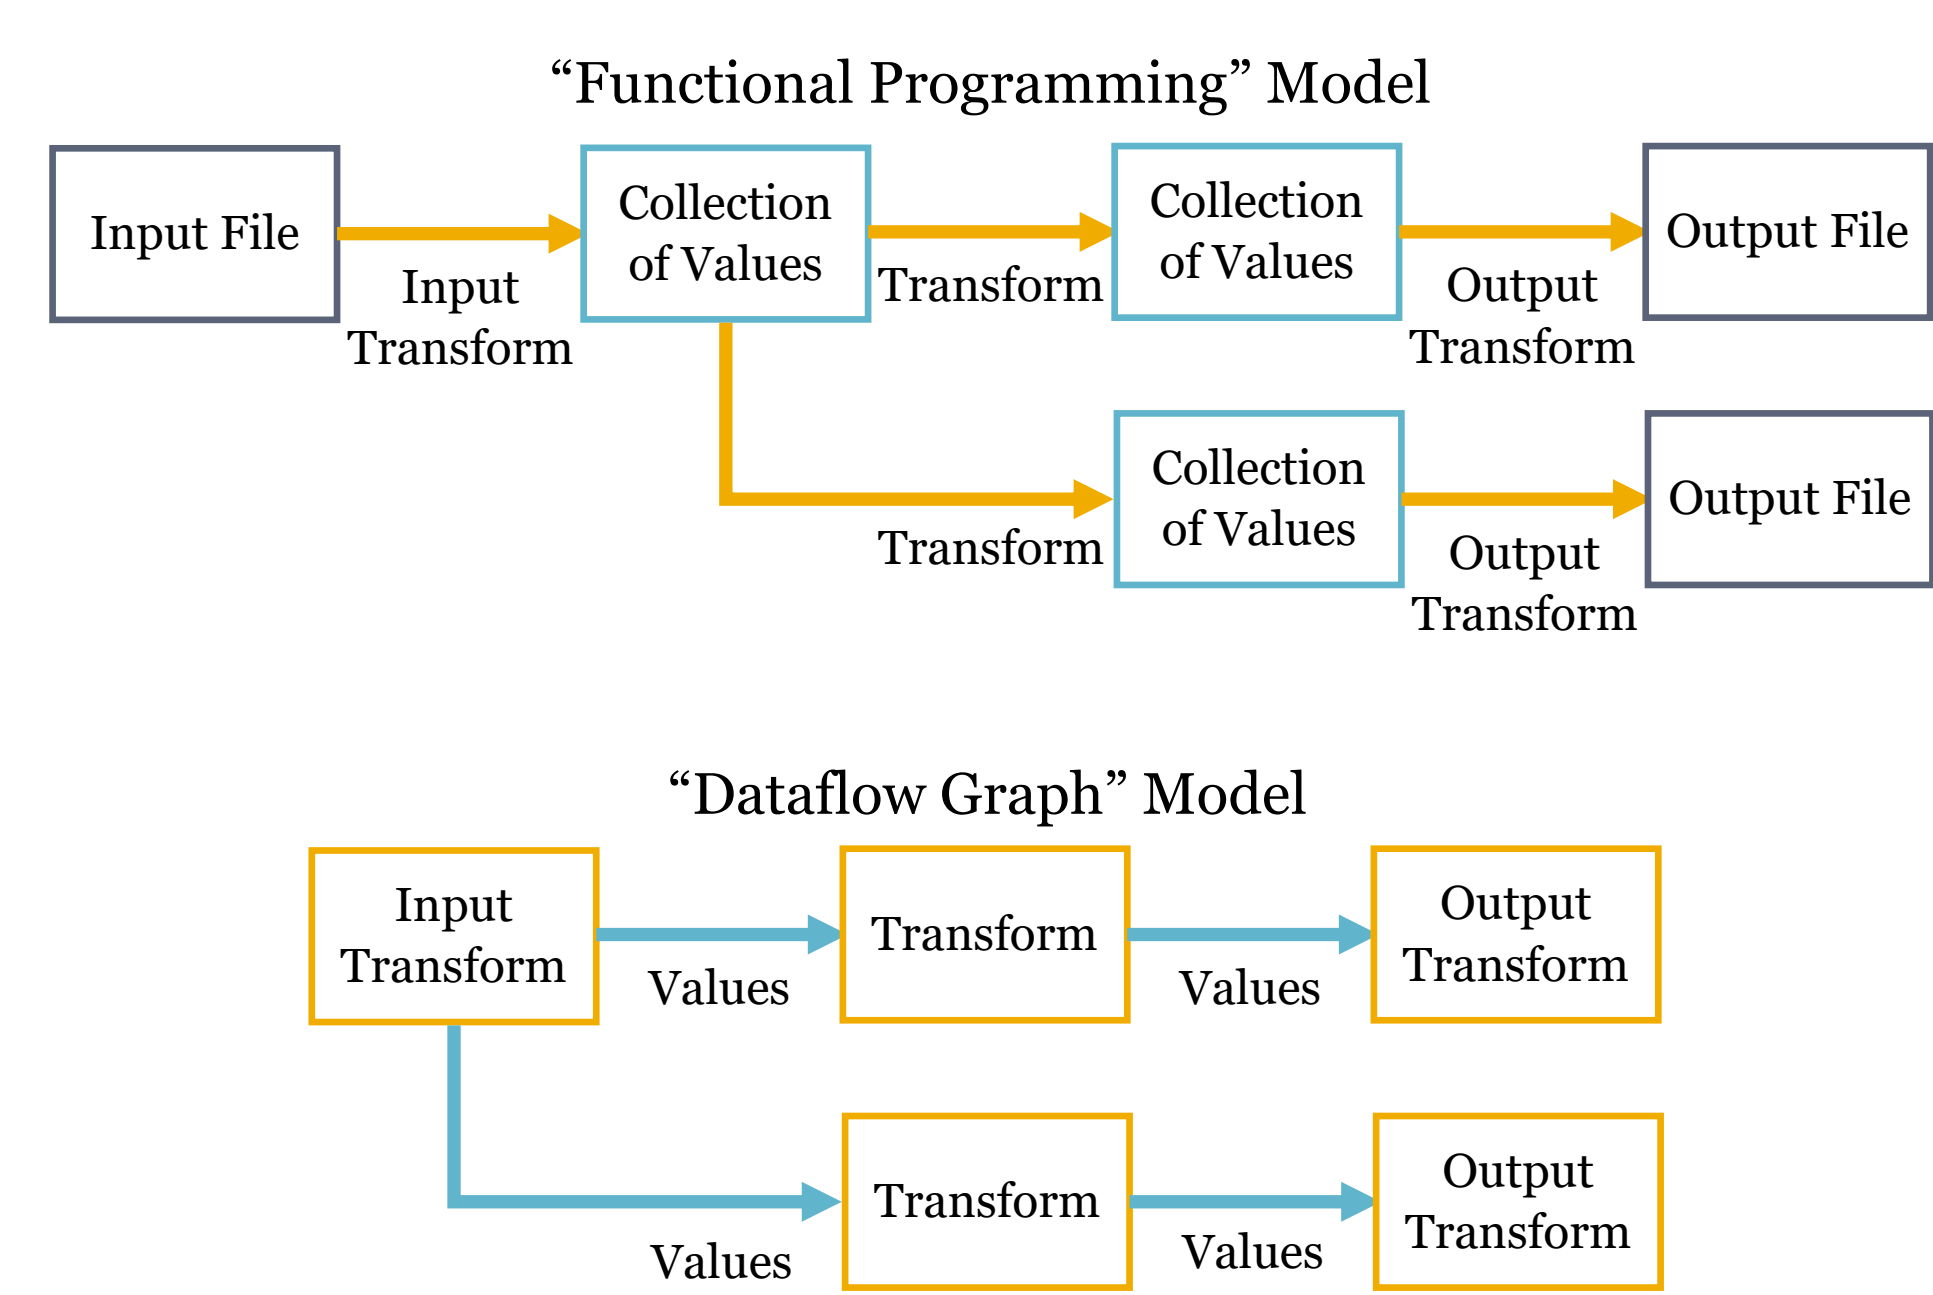 “Functional Programming” Model
Input File
Input
Transform
Collection
of Values
Transform
Collection
of Values
Output
Transform
Output File
Transform
Collection
of Values
Output
Transform
Output File
“Dataflow Graph” Model
Input
Transform
Values
Transform
Values
Output
Transform
Values
Transform
Values
Output
Transform